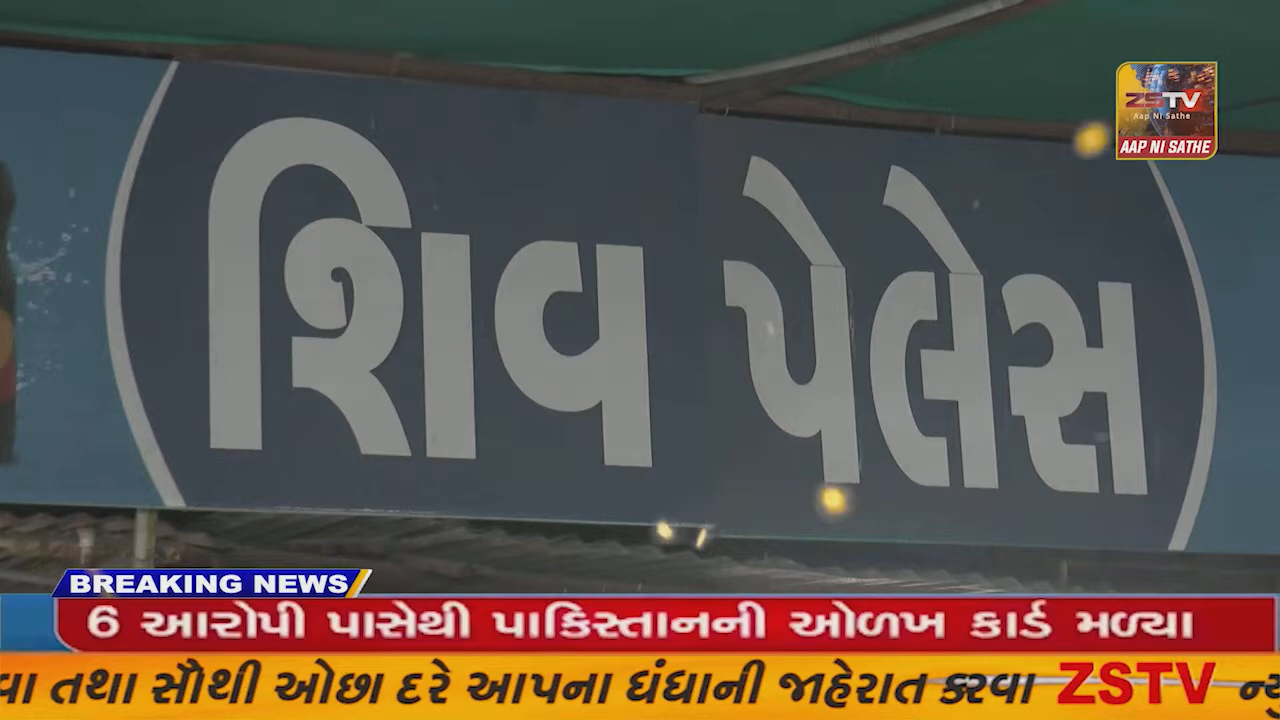 ZSTV
Aap Ni Sathe
AAP NI SATHE
શિવ પેલેસ
BREAKING NEWS
6 આરોપી પાસેથી પાકિસ્તાનની ઓળખ કાર્ડ મળ્યા
વા તથા સૌથી ઓછા દરે આપના ધંધાની જાહેરાત કરવા ZSTV ન્યુ